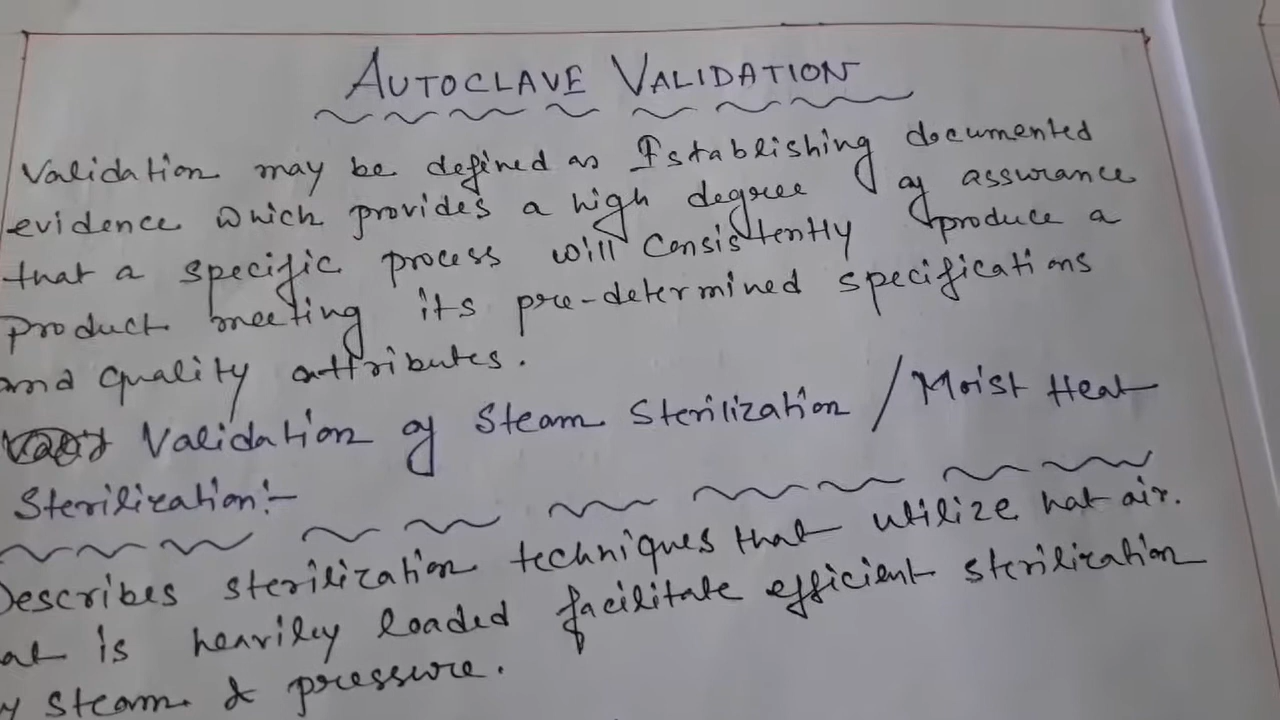 AUTOCLAVE VALIDATION
Validation may be defined as Establishing documented
evidence which provides a high degree of assurance
that a specific process will consistently produce a
product meeting its pre-determined specifications
and quality attributes.
Validation of Steam Sterilization / Moist Heat
Sterilization:-
Describes sterilization techniques that utilize hot air.
is heaviley loaded facilitate efficient sterilization
steam & pressure.